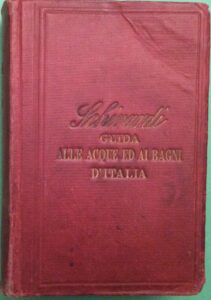 Schivardi
GUIDA
ALLE ACQUE ED AI BAGNI
D'ITALIA